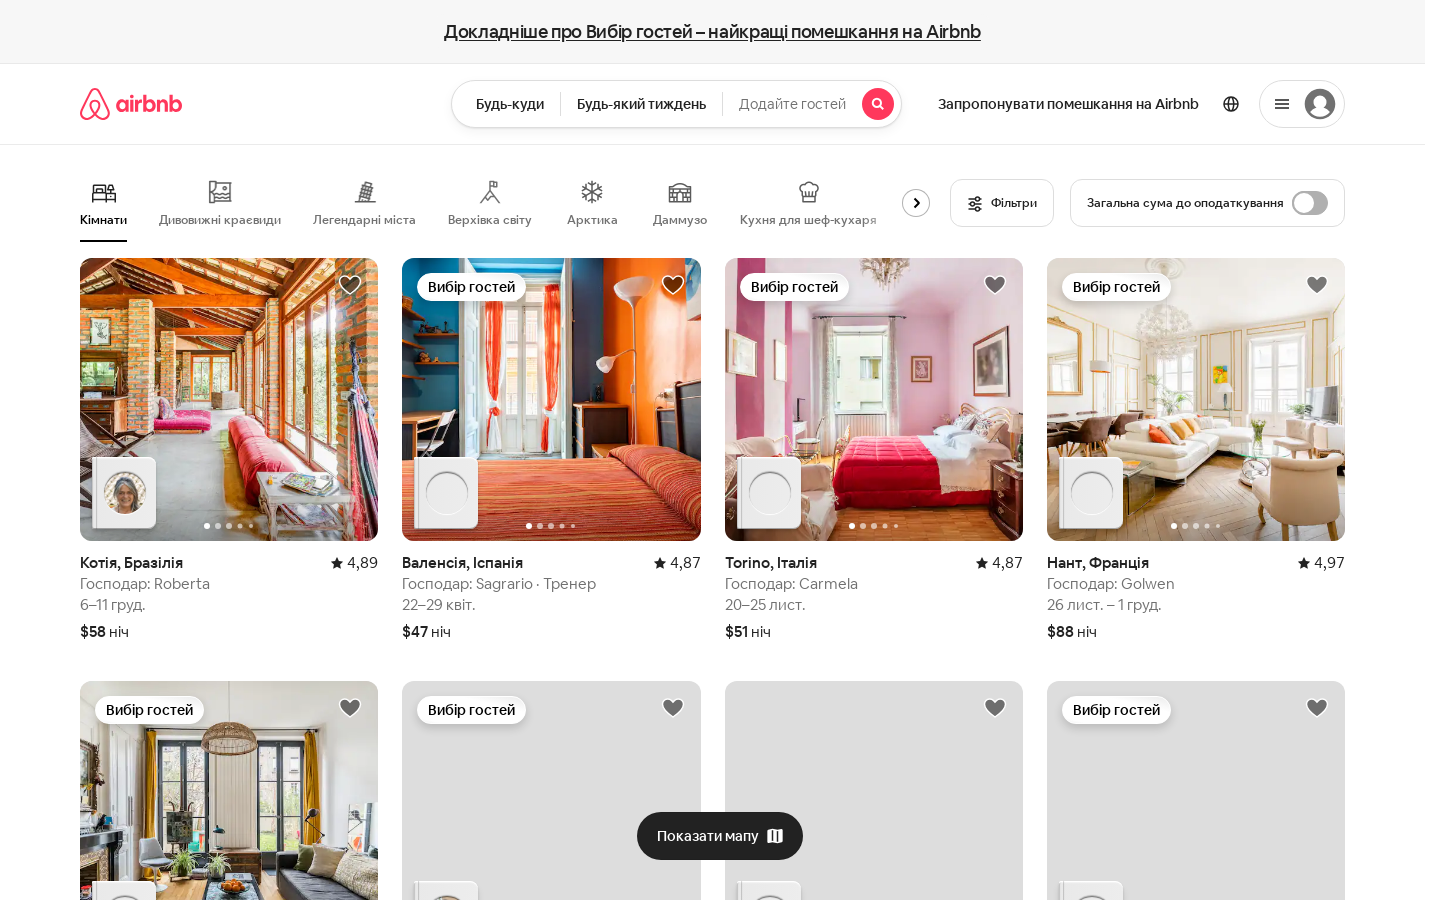 Докладніше про Вибір гостей – найкращі помешкання на Airbnb
airbnb
Будь-куди
Будь-який тиждень
Додайте гостей
Запропонувати помешкання на Airbnb
Кімнати
Дивовижні краєвиди
Легендарні міста
Верхівка світу
Арктика
Даммузо
Кухня для шеф-кухаря
Фільтри
Загальна сума до оподаткування
Вибір гостей
Вибір гостей
Вибір гостей
Котія, Бразілія
4,89
Господар: Roberta
6–11 груд.
$58 ніч
Валенсія, Іспанія
4,87
Господар: Sagrario · Тренер
22–29 квіт.
$47 ніч
Torino, Італія
4,87
Господар: Carmela
20–25 лист.
$51 ніч
Нант, Франція
4,97
Господар: Golwen
26 лист. – 1 груд.
$88 ніч
Вибір гостей
Вибір гостей
Вибір гостей
Показати мапу